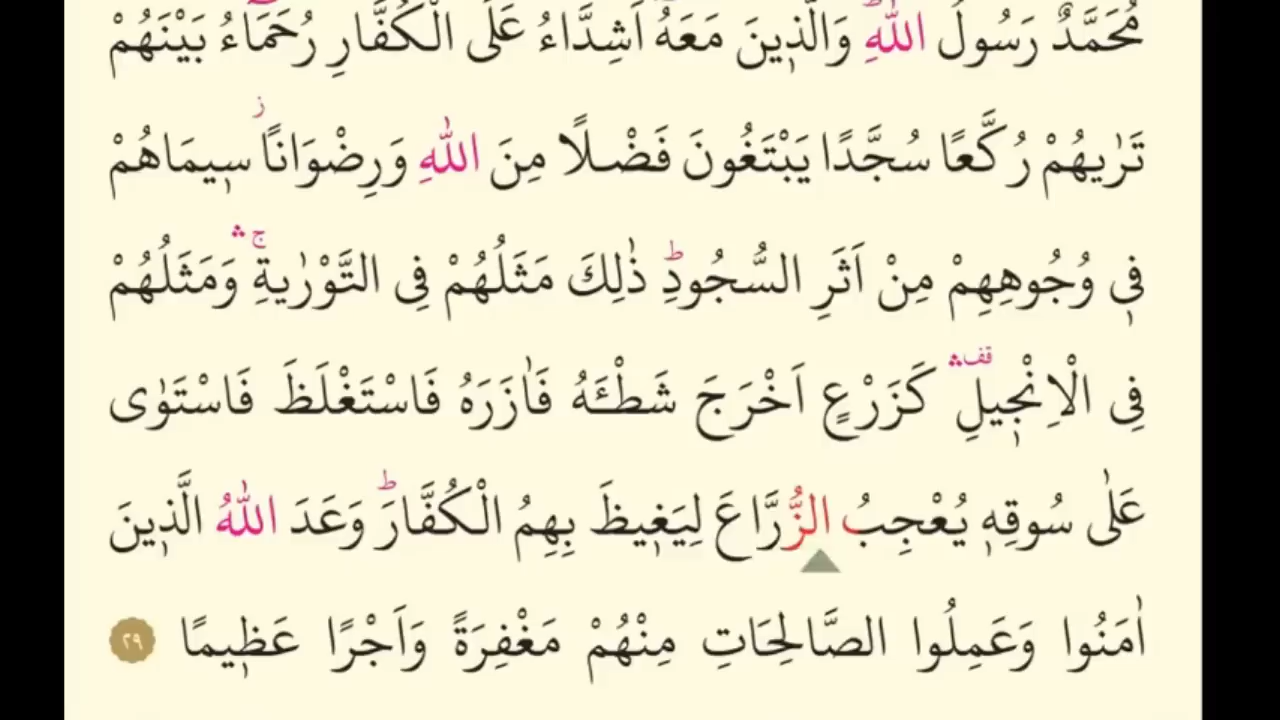 مُحَمَّدٌ رَسُولُ اللّٰهِؕ وَالَّذ۪ينَ مَعَهُٓ اَشِدَّٓاءُ عَلَى الْكُفَّارِ رُحَمَٓاءُ بَيْنَهُمْ
تَرٰيهُمْ رُكَّعًا سُجَّدًا يَبْتَغُونَ فَضْلًا مِنَ اللّٰهِ وَرِضْوَانًاؗ س۪يمَاهُمْ
ف۪ي وُجُوهِهِمْ مِنْ اَثَرِ السُّجُودِؕ ذٰلِكَ مَثَلُهُمْ فِي التَّوْرٰيةِۚۛ وَمَثَلُهُمْ
فِي الْاِنْج۪يلِ۠ۛ كَزَرْعٍ اَخْرَجَ شَطْـَٔهُ فَاٰزَرَهُ فَاسْتَغْلَظَ فَاسْتَوٰى
عَلٰى سُوقِه۪ يُعْجِبُ الزُّرَّاعَ لِيَغ۪يظَ بِهِمُ الْكُفَّارَؕ وَعَدَ اللّٰهُ الَّذ۪ينَ
اٰمَنُوا وَعَمِلُوا الصَّالِحَاتِ مِنْهُمْ مَغْفِرَةً وَاَجْرًا عَظ۪يمًا ٢٩